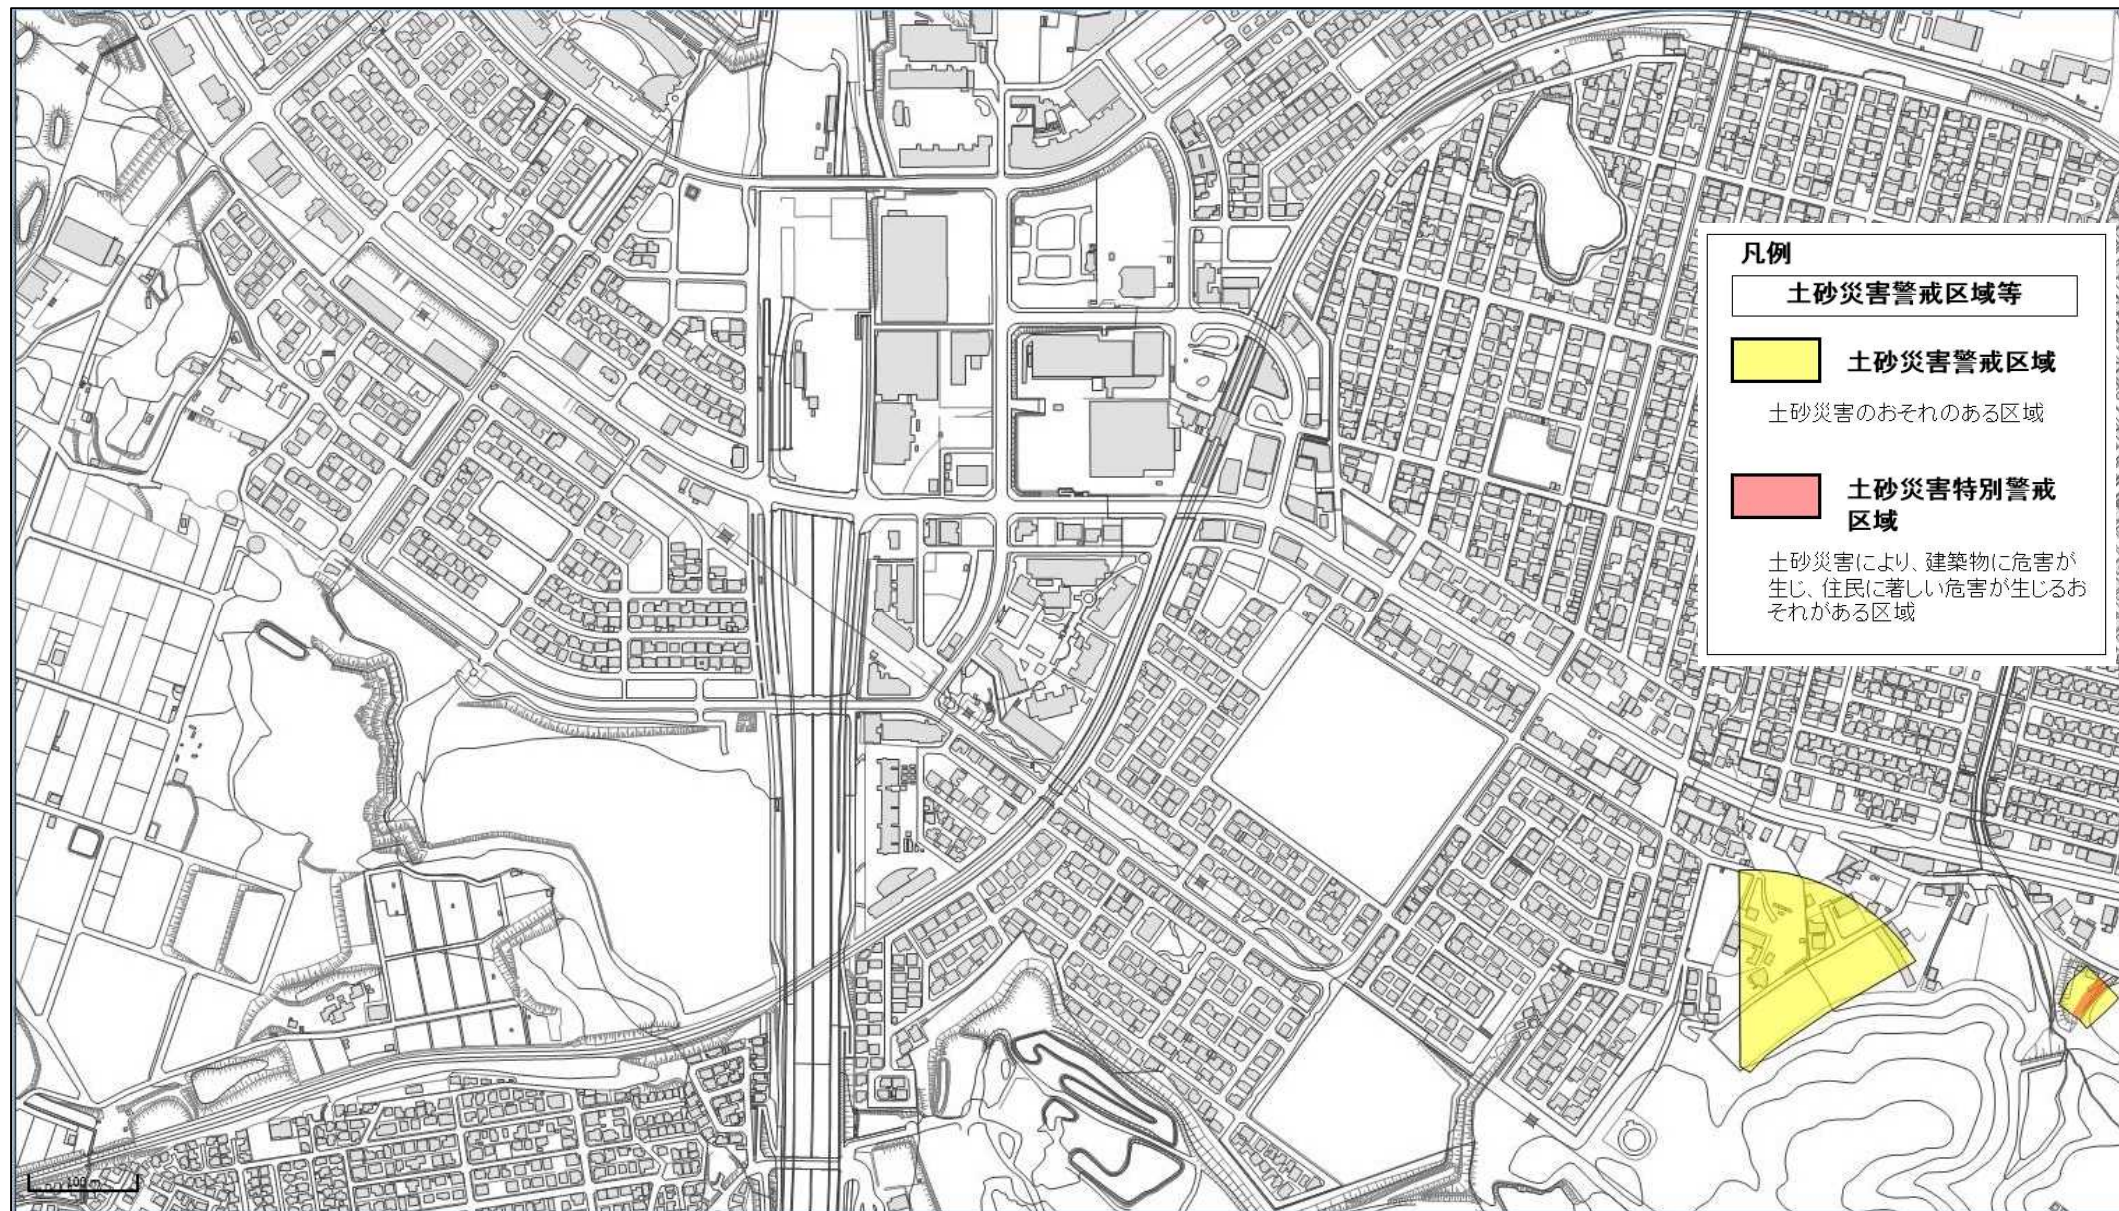 凡例
土砂災害警戒区域等
土砂災害警戒区域
土砂災害のおそれのある区域
土砂災害特別警戒
区域
土砂災害により、建築物に危害が
生じ、住民に著しい危害が生じるお
それがある区域
100 m